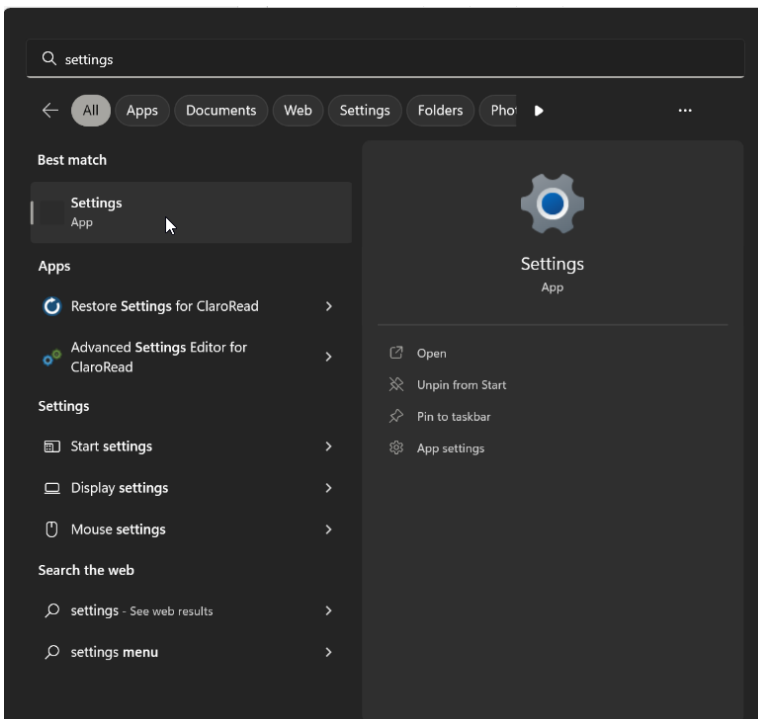 settings
All Apps Documents Web Settings Folders Pho
Best match
Settings
App
Apps
Restore Settings for ClaroRead
Advanced Settings Editor for
ClaroRead
Settings
Start settings
Display settings
Mouse settings
Search the web
settings - See web results
settings menu
Settings
App
Open
Unpin from Start
Pin to taskbar
App settings